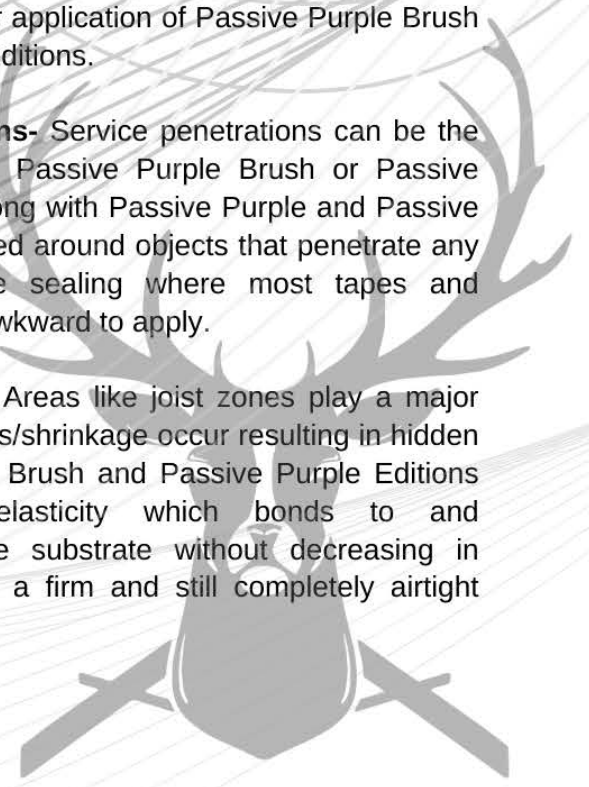 r application of Passive Purple Brush
ditions.
ns- Service penetrations can be the
Passive Purple Brush or Passive
ong with Passive Purple and Passive
ed around objects that penetrate any
e sealing where most tapes and
wkward to apply.
Areas like joist zones play a major
s/shrinkage occur resulting in hidden
Brush and Passive Purple Editions
elasticity which bonds to and
e substrate without decreasing in
a firm and still completely airtight